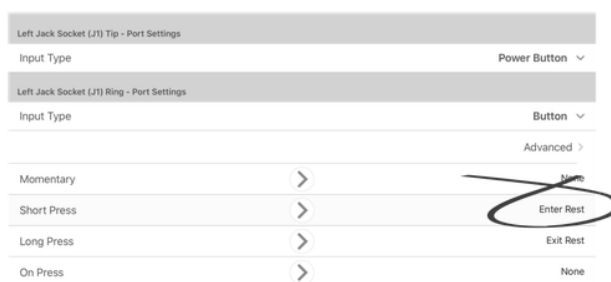 Left Jack Socket (J1) Tip - Port Settings
Input Type Power Button
Left Jack Socket (J1) Ring - Port Settings
Input Type Button
Advanced
Momentary None
Short Press Enter Rest
Long Press Exit Rest
On Press None